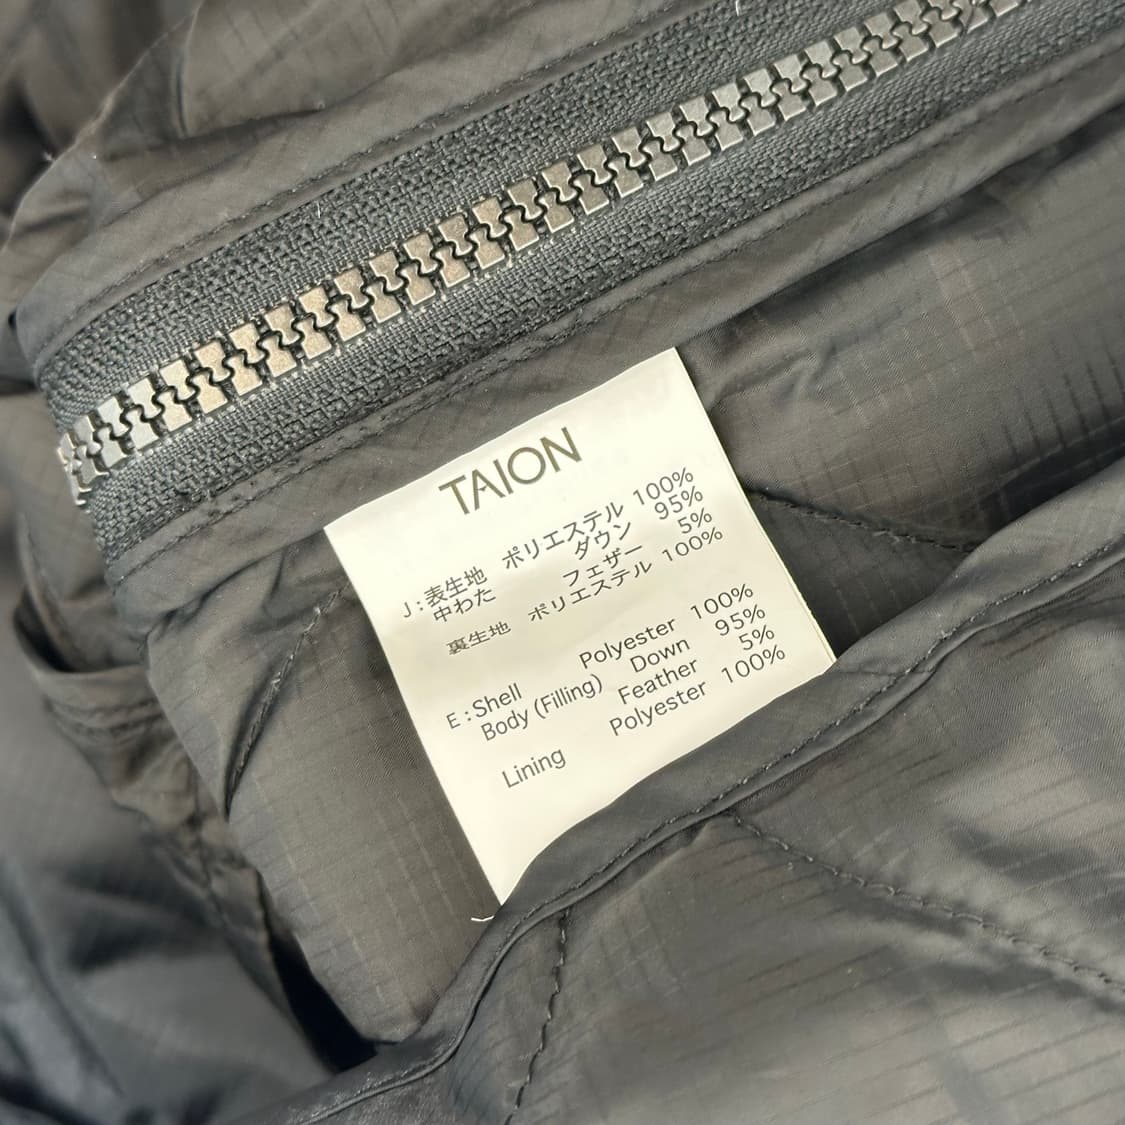 TAION
J : 表生地 ポリエステル 100%
中わた ダウン 95%
フェザー 5%
裏生地 ポリエステル 100%
E : Shell Polyester 100%
Body (Filling) Down 95%
Feather 5%
Lining Polyester 100%